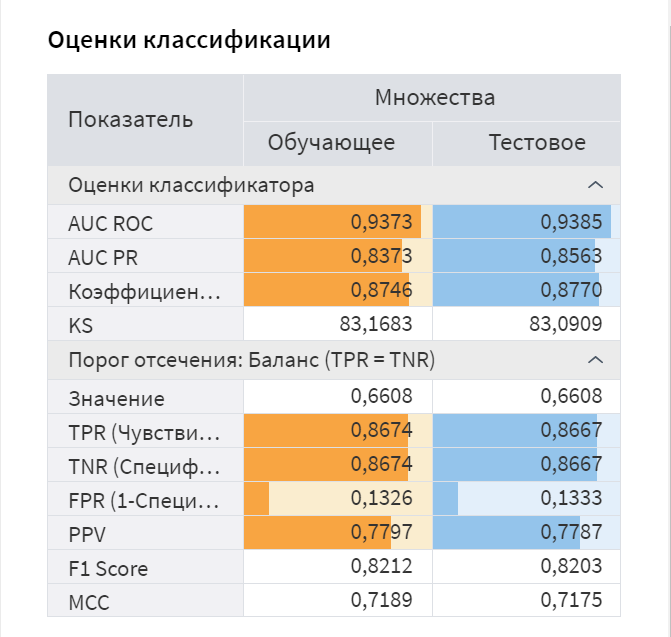 Оценки классификации
Показатель
Множества
Обучающее Тестовое
Оценки классификатора
AUC ROC 0,9373 0,9385
AUC PR 0,8373 0,8563
Коэффициен… 0,8746 0,8770
KS 83,1683 83,0909
Порог отсечения: Баланс (TPR = TNR)
Значение 0,6608 0,6608
TPR (Чувстви… 0,8674 0,8667
TNR (Специф… 0,8674 0,8667
FPR (1-Специ… 0,1326 0,1333
PPV 0,7797 0,7787
F1 Score 0,8212 0,8203
MCC 0,7189 0,7175